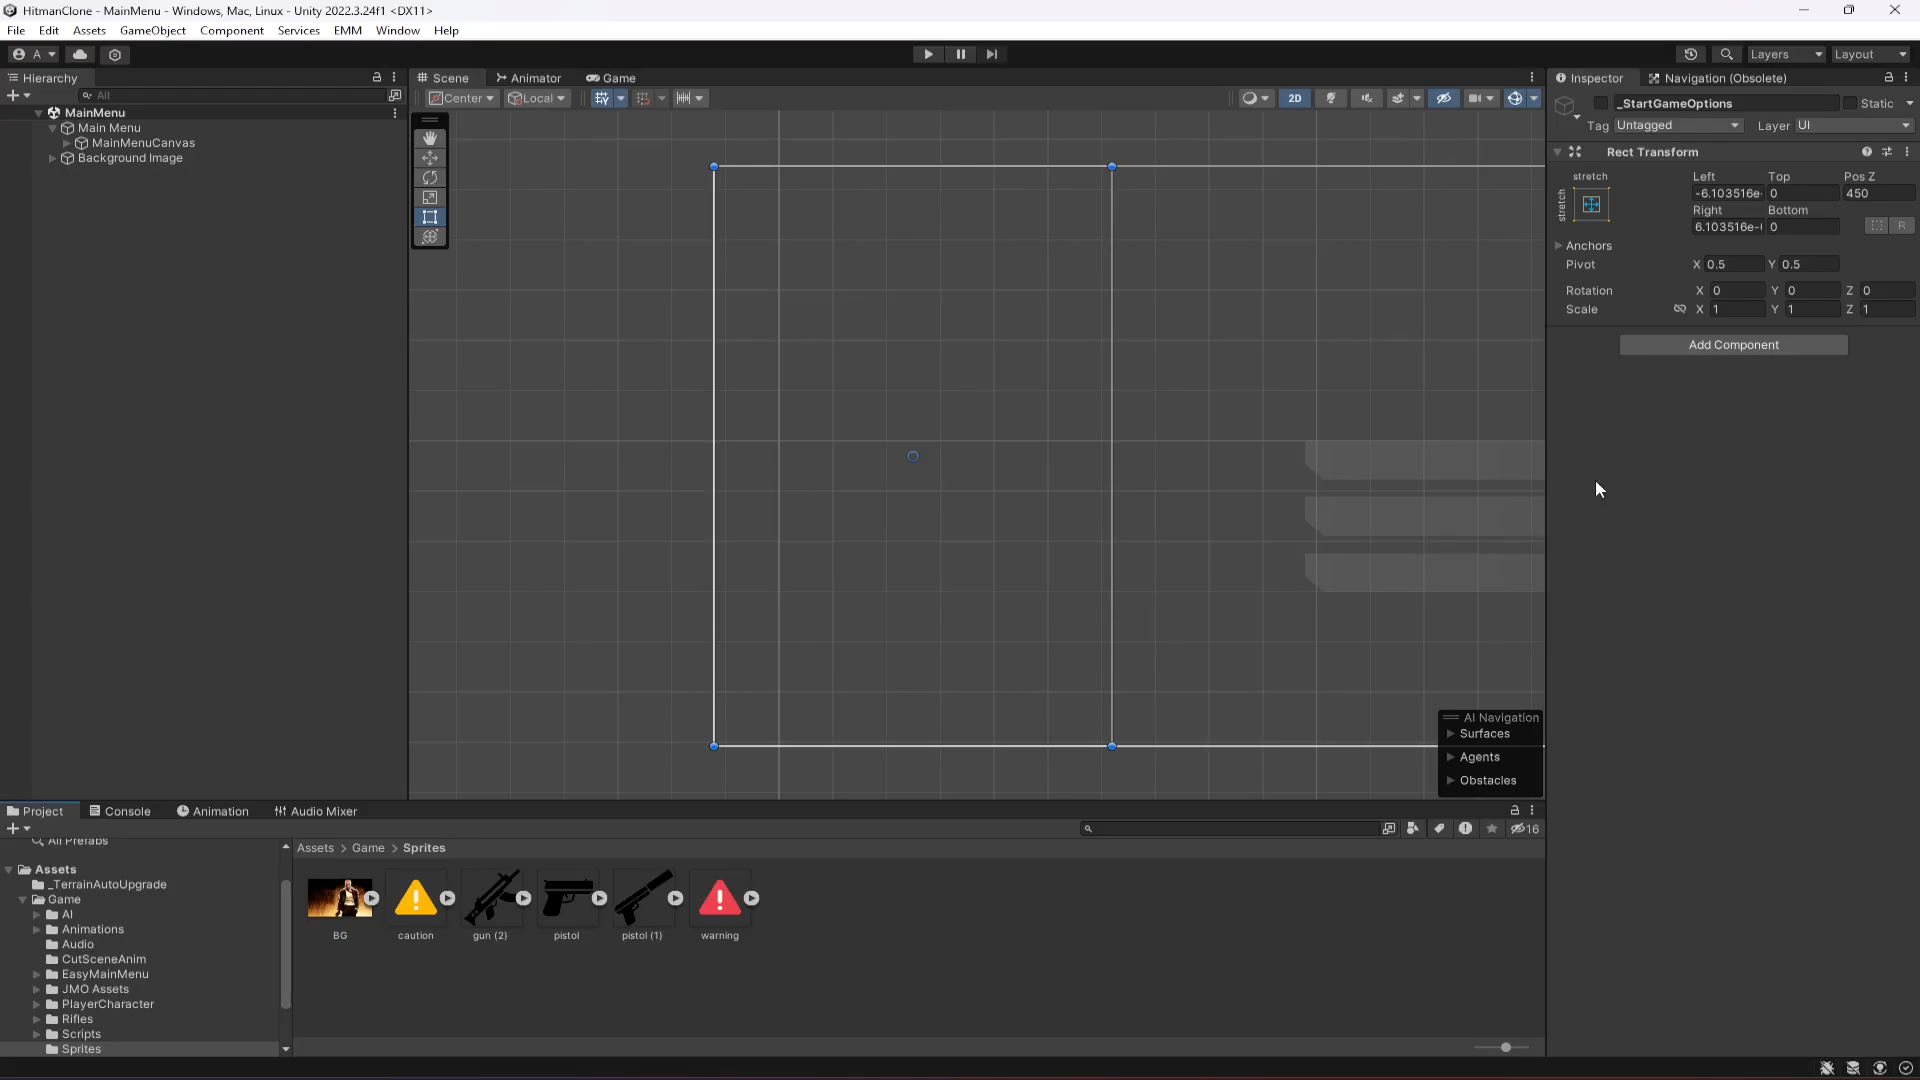 HitmanClone - MainMenu - Windows, Mac, Linux - Unity 2022.3.24f1 <DX11>
File Edit Assets GameObject Component Services EMM Window Help
A Layers Layout
Hierarchy
All
MainMenu
Main Menu
MainMenuCanvas
Background Image
Scene Animator Game
Center Local 2D
AI Navigation
Surfaces
Agents
Obstacles
Inspector Navigation (Obsolete)
_StartGameOptions Static
Tag Untagged Layer UI
Rect Transform
stretch Left Top Pos Z
stretch -6.103516e- 0 450
Right Bottom
6.103516e-( 0 R
Anchors
Pivot X 0.5 Y 0.5
Rotation X 0 Y 0 Z 0
Scale X 1 Y 1 Z 1
Add Component
Project Console Animation Audio Mixer
16
All Prefabs
Assets
_TerrainAutoUpgrade
Game
AI
Animations
Audio
CutSceneAnim
EasyMainMenu
JMO Assets
PlayerCharacter
Rifles
Scripts
Sprites
Assets > Game > Sprites
BG caution gun (2) pistol pistol (1) warning